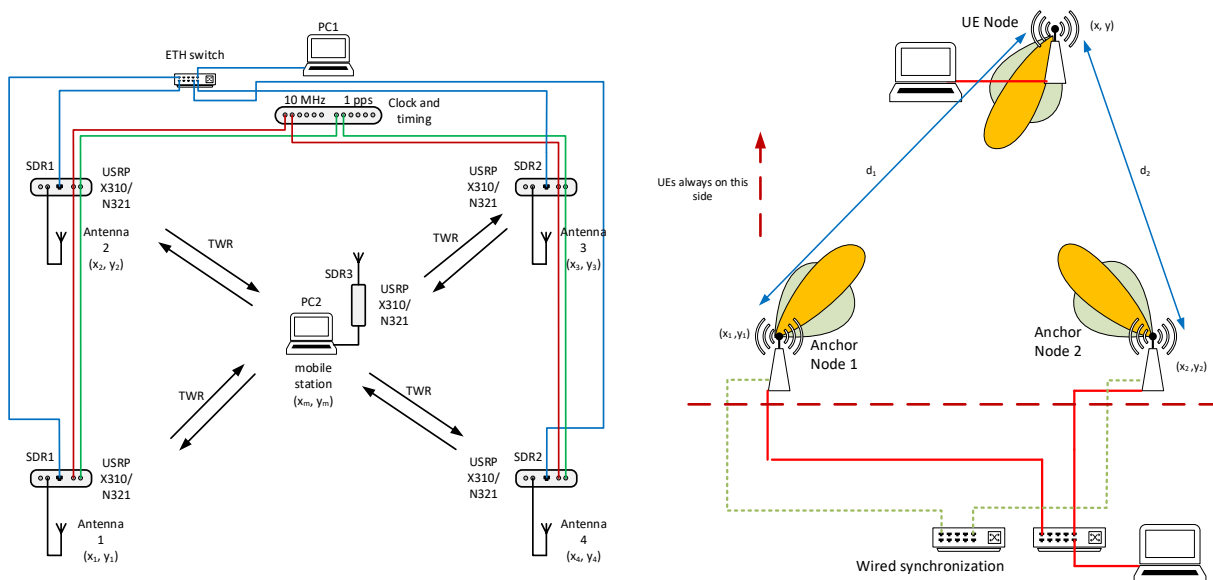 PC1
ETH switch
10 MHz
1 pps
Clock and
timing
SDR1
USRP
X310/
N321
Antenna
2
(x₂, y₂)
TWR
SDR2
USRP
X310/
N321
Antenna
3
(x₃, y₃)
TWR
SDR3
USRP
X310/
N321
PC2
mobile
station
(xₘ, yₘ)
TWR
TWR
SDR1
USRP
X310/
N321
Antenna
1
(x₁, y₁)
SDR2
USRP
X310/
N321
Antenna
4
(x₄, y₄)
UE Node
(x, y)
d₁
d₂
UEs always on this
side
(x₁ ,y₁)
Anchor
Node 1
Anchor
Node 2
(x₂, y₂)
Wired synchronization